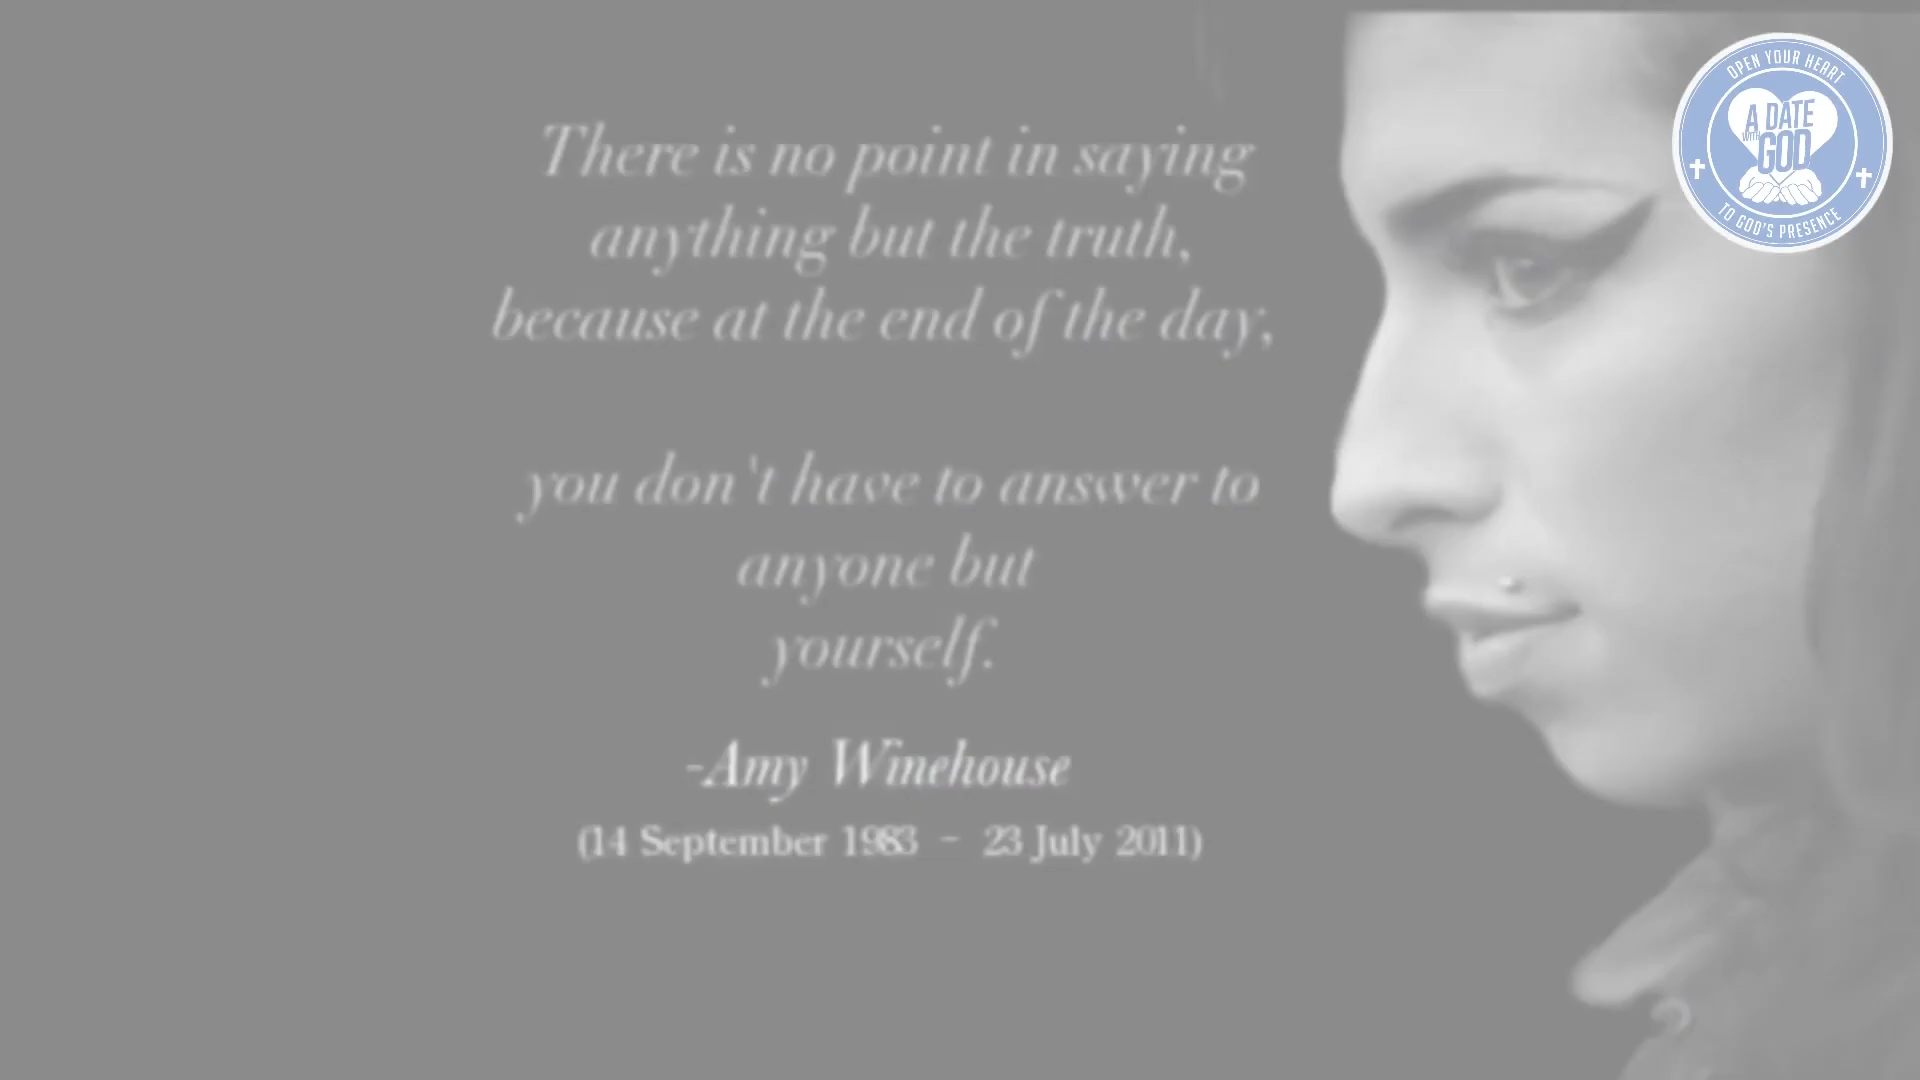 There is no point in saying
anything but the truth,
because at the end of the day,
you don't have to answer to
anyone but
yourself.
-Amy Winehouse
(14 September 1983 - 23 July 2011)
OPEN YOUR HEART
A DATE
WITH
GOD
TO GOD'S PRESENCE